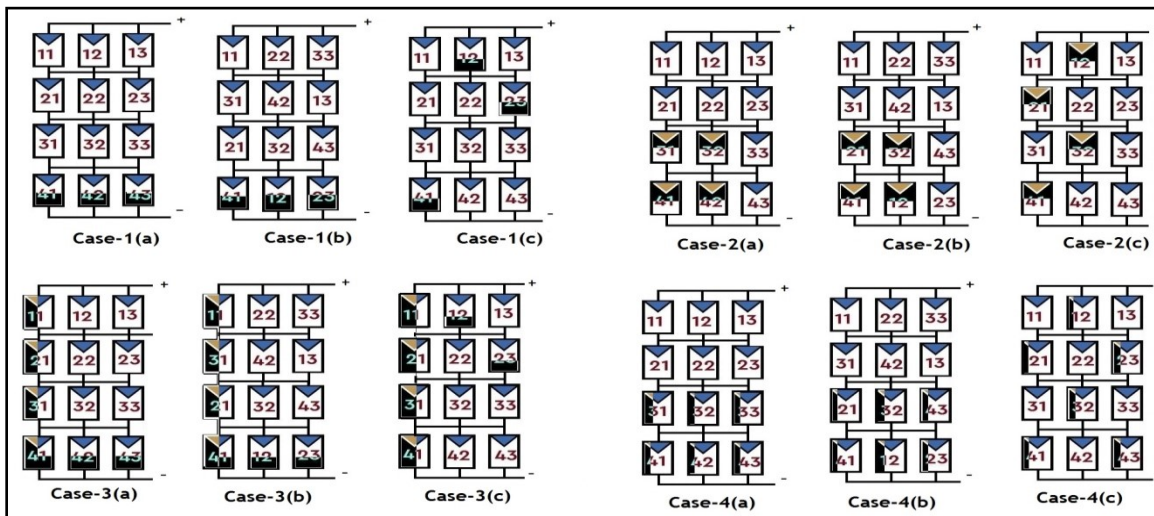 +
11 12 13
21 22 23
31 32 33
41 42 43
Case-1(a)
11 22 33
31 42 13
21 32 43
41 12 23
-
Case-1(b)
11 12 13
21 22 23
31 32 33
41 42 43
Case-1(c)
+
11 12 13
21 22 23
31 32 33
41 42 43
Case-2(a)
11 22 33
31 42 13
21 32 43
41 12 23
-
Case-2(b)
11 12 13
21 22 23
31 32 33
41 42 43
Case-2(c)
+
11 12 13
21 22 23
31 32 33
41 42 43
Case-3(a)
11 22 33
31 42 13
21 32 43
41 12 23
-
Case-3(b)
11 12 13
21 22 23
31 32 33
41 42 43
Case-3(c)
+
11 12 13
21 22 23
31 32 33
41 42 43
Case-4(a)
11 22 33
31 42 13
21 32 43
41 12 23
-
Case-4(b)
11 12 13
21 22 23
31 32 33
41 42 43
Case-4(c)